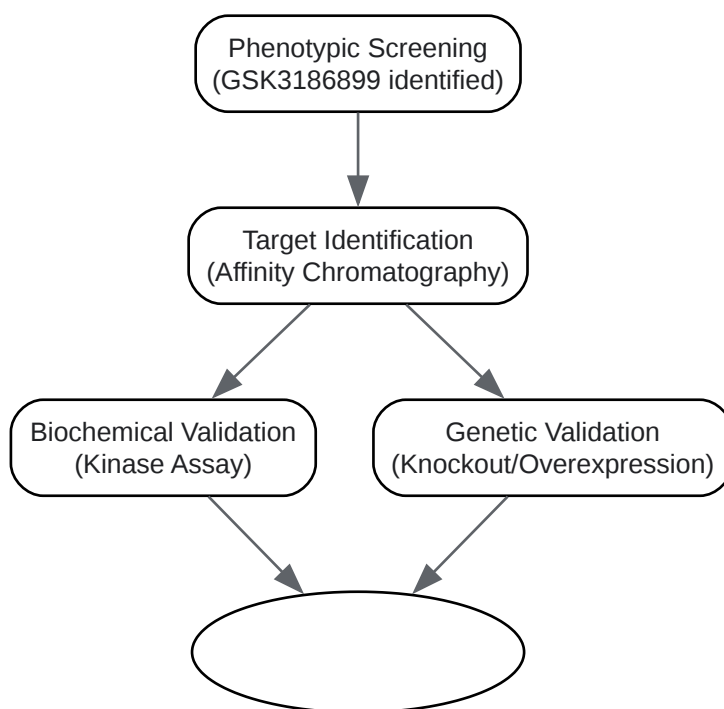 Phenotypic Screening
(GSK3186899 identified)
Target Identification
(Affinity Chromatography)
Biochemical Validation
(Kinase Assay)
Genetic Validation
(Knockout/Overexpression)